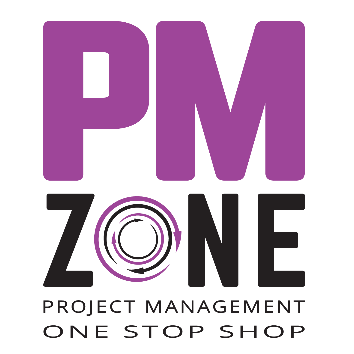 PM
ZONE
PROJECT MANAGEMENT
ONE STOP SHOP